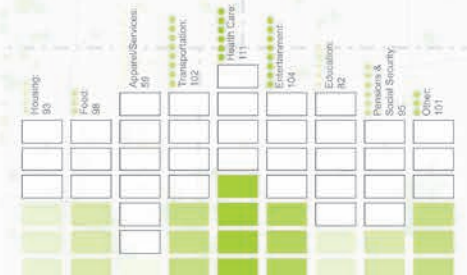 Housing:
93
Food:
98
Apparel/Services:
59
Transportation:
102
Health Care:
111
Entertainment:
104
Education:
82
Pensions &
Social Security:
95
Other:
101